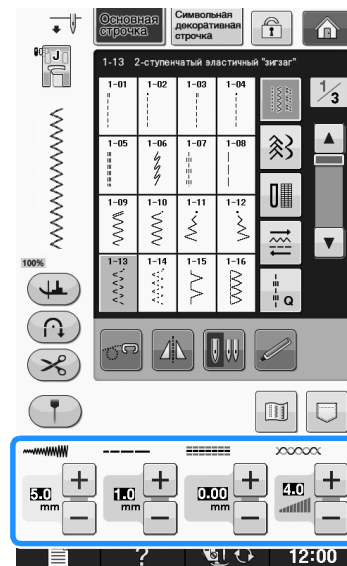 Основная строчка
Символьная декоративная строчка
J
1-13 2-ступенчатый эластичный "зигзаг"
1/3
1-01 1-02 1-03 1-04
1-05 1-06 1-07 1-08
1-09 1-10 1-11 1-12
1-13 1-14 1-15 1-16
Q
100%
5.0 mm
1.0 mm
0.00 mm
4.0
?
12:00